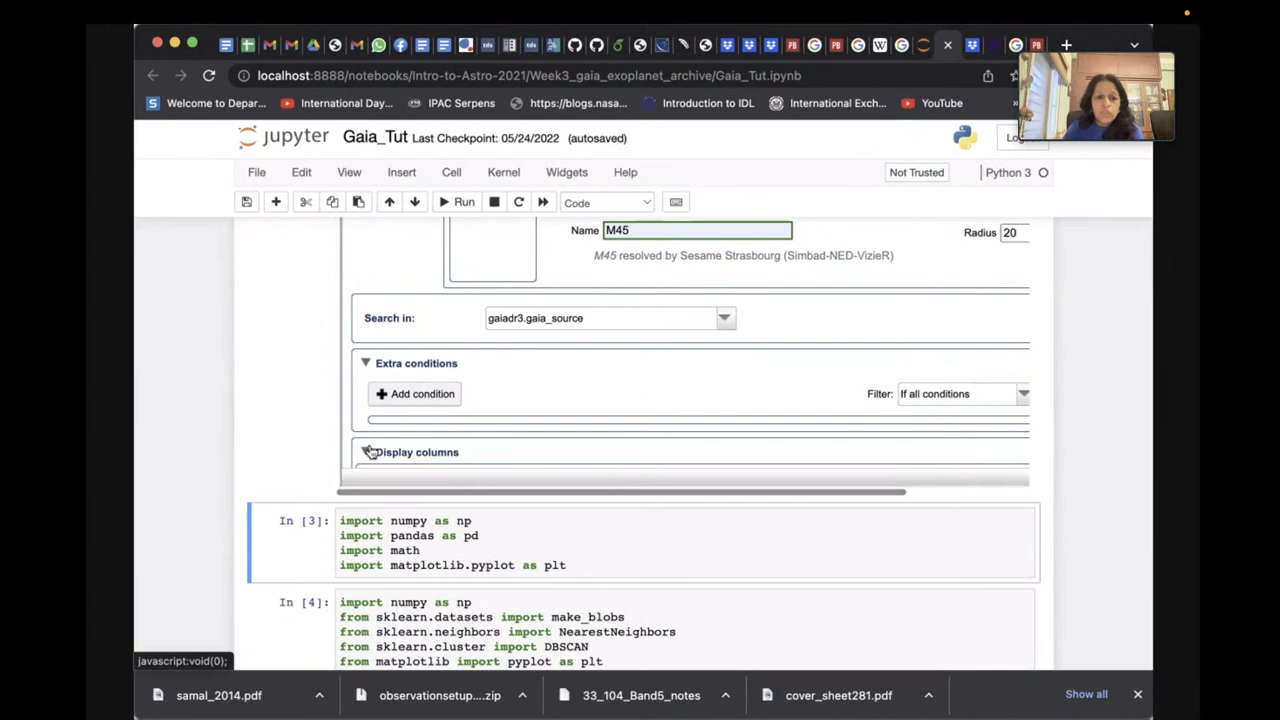 localhost:8888/notebooks/Intro-to-Astro-2021/Week3_gaia_exoplanet_archive/Gaia_Tut.ipynb
Welcome to Depar... International Day... IPAC Serpens https://blogs.nasa... Introduction to IDL International Exch... YouTube »
jupyter Gaia_Tut Last Checkpoint: 05/24/2022 (autosaved)
File Edit View Insert Cell Kernel Widgets Help Not Trusted Python 3
Run Code
Name M45 Radius 20
M45 resolved by Sesame Strasbourg (Simbad-NED-VizieR)
Search in: gaiadr3.gaia_source
Extra conditions
Add condition Filter: If all conditions
Display columns
In [3]: import numpy as np
import pandas as pd
import math
import matplotlib.pyplot as plt
In [4]: import numpy as np
from sklearn.datasets import make_blobs
from sklearn.neighbors import NearestNeighbors
from sklearn.cluster import DBSCAN
from matplotlib import pyplot as plt
javascript:void(0);
samal_2014.pdf observationsetup....zip 33_104_Band5_notes cover_sheet281.pdf Show all